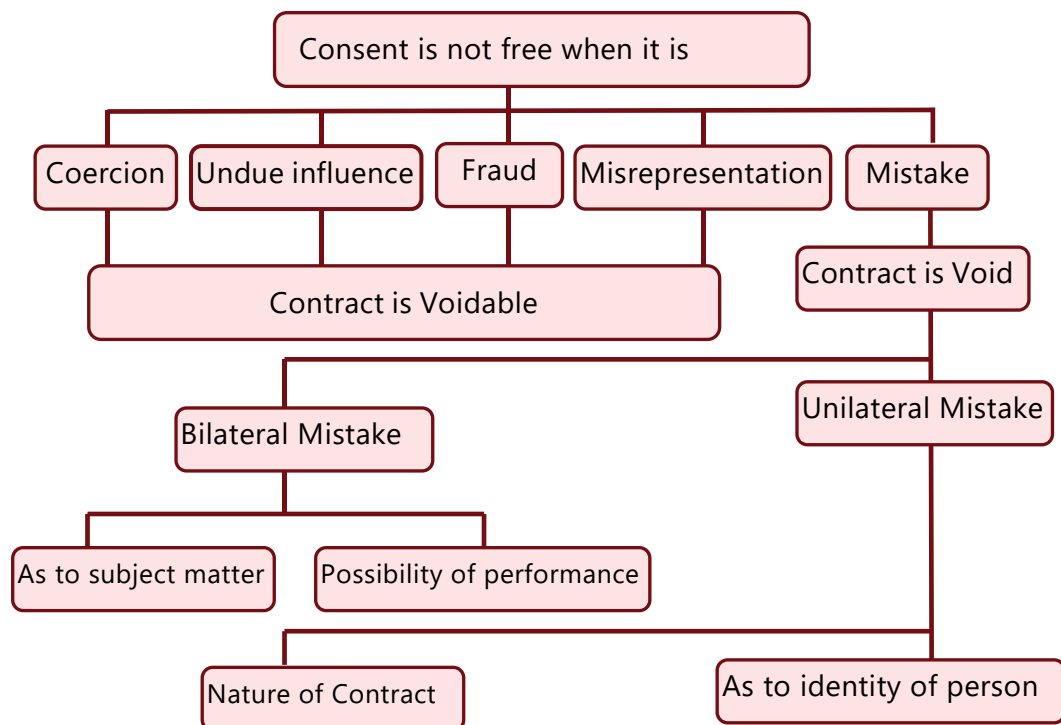 Consent is not free when it is
Coercion
Undue influence
Fraud
Misrepresentation
Mistake
Contract is Voidable
Contract is Void
Bilateral Mistake
Unilateral Mistake
As to subject matter
Possibility of performance
Nature of Contract
As to identity of person